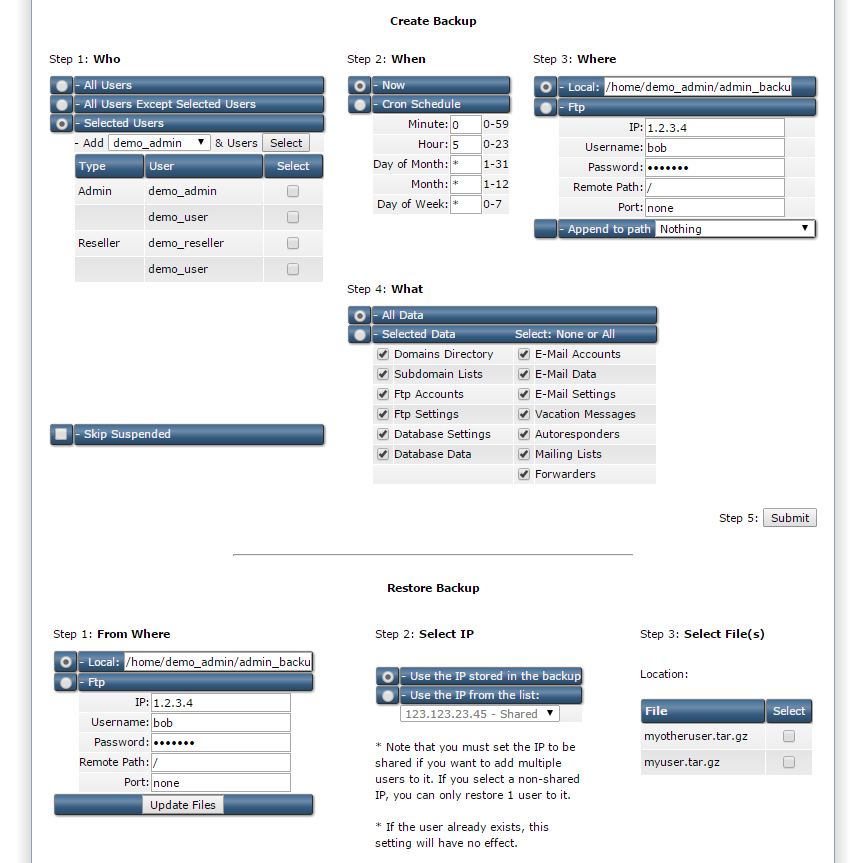 Create Backup
Step 1: Who
- All Users
- All Users Except Selected Users
- Selected Users
- Add demo_admin & Users Select
Type User Select
Admin demo_admin
demo_user
Reseller demo_reseller
demo_user
Skip Suspended
Step 2: When
- Now
- Cron Schedule
Minute: 0 0-59
Hour: 5 0-23
Day of Month: * 1-31
Month: * 1-12
Day of Week: * 0-7
Step 3: Where
- Local: /home/demo_admin/admin_backu
- Ftp
IP: 1.2.3.4
Username: bob
Password: •••••••
Remote Path: /
Port: none
- Append to path Nothing
Step 4: What
- All Data
- Selected Data Select: None or All
Domains Directory E-Mail Accounts
Subdomain Lists E-Mail Data
Ftp Accounts E-Mail Settings
Ftp Settings Vacation Messages
Database Settings Autoresponders
Database Data Mailing Lists
Forwarders
Step 5: Submit
Restore Backup
Step 1: From Where
- Local: /home/demo_admin/admin_backu
- Ftp
IP: 1.2.3.4
Username: bob
Password: •••••••
Remote Path: /
Port: none
Update Files
Step 2: Select IP
- Use the IP stored in the backup
- Use the IP from the list:
123.123.23.45 - Shared
* Note that you must set the IP to be
shared if you want to add multiple
users to it. If you select a non-shared
IP, you can only restore 1 user to it.
* If the user already exists, this
setting will have no effect.
Step 3: Select File(s)
Location:
File Select
myotheruser.tar.gz
myuser.tar.gz